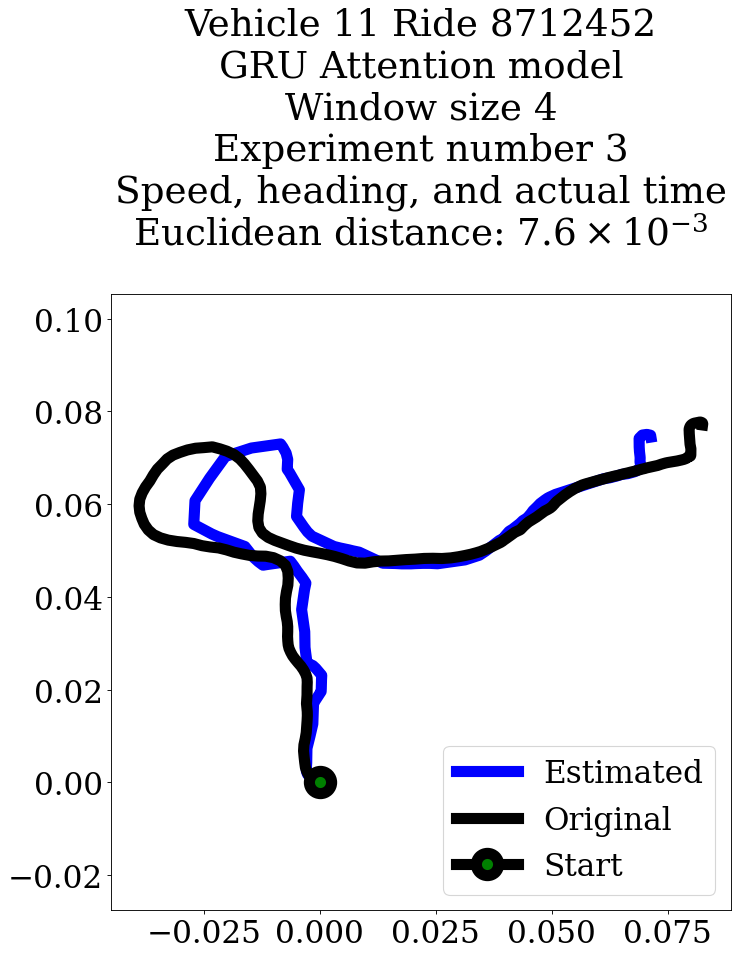 Vehicle 11 Ride 8712452
GRU Attention model
Window size 4
Experiment number 3
Speed, heading, and actual time
Euclidean distance: 7.6 × 10⁻³
0.10
0.08
0.06
0.04
0.02
0.00
−0.02
−0.025 0.000 0.025 0.050 0.075
Estimated
Original
Start